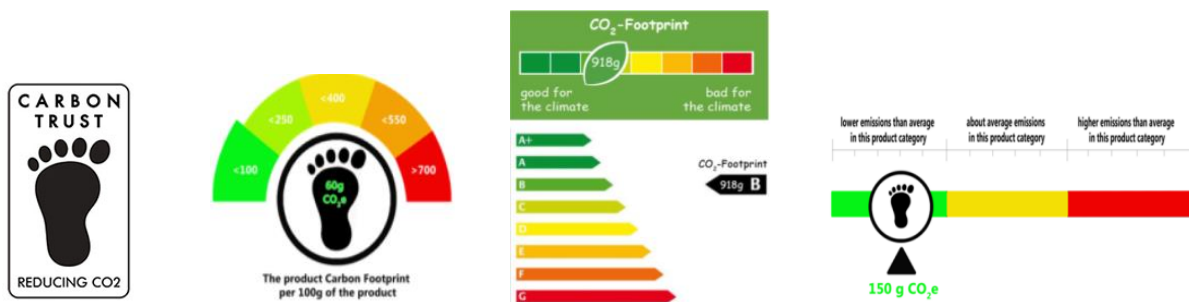 CARBON
TRUST
REDUCING CO2
<100
<250
<400
<550
>700
60g
CO2e
The product Carbon Footprint
per 100g of the product
CO2-Footprint
918g
good for
the climate
bad for
the climate
A+
A
B
C
D
E
F
G
CO2-Footprint
918g B
lower emissions than average
in this product category
about average emissions
in this product category
higher emissions than average
in this product category
150 g CO2e